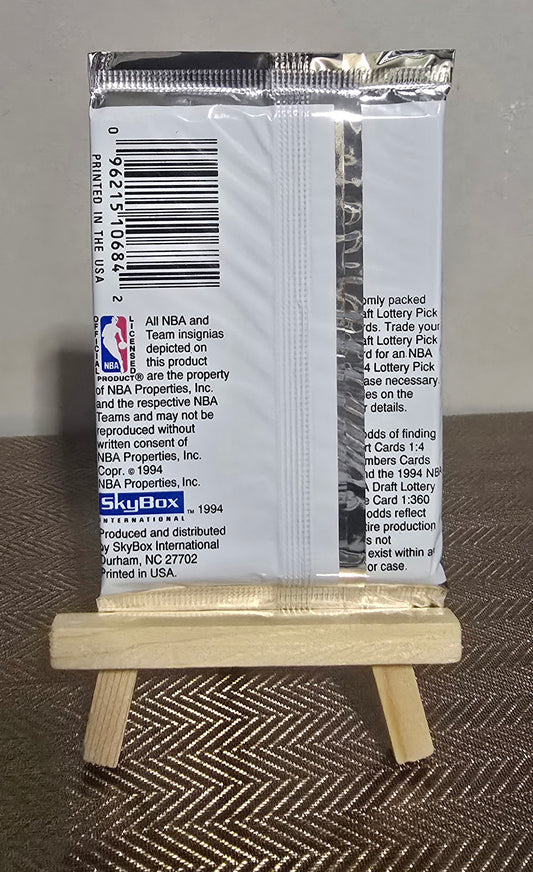 0 96215 10684 2
PRINTED IN THE USA
OFFICIAL
LICENSED
NBA
PRODUCT®
All NBA and
Team insignias
depicted on
this product
are the property
of NBA Properties, Inc.
and the respective NBA
Teams and may not be
reproduced without
written consent of
NBA Properties, Inc.
Copr. © 1994
NBA Properties, Inc.
SkyBox ™ 1994
INTERNATIONAL
Produced and distributed
by SkyBox International
Durham, NC 27702
Printed in USA.
omly packed
aft Lottery Pick
rds. Trade your
aft Lottery Pick
rd for an NBA
4 Lottery Pick
ase necessary.
es on the
r details.
odds of finding
rt Cards 1:4
mbers Cards
nd the 1994 NBA
A Draft Lottery
e Card 1:360
odds reflect
tire production
s not
exist within a
or case.